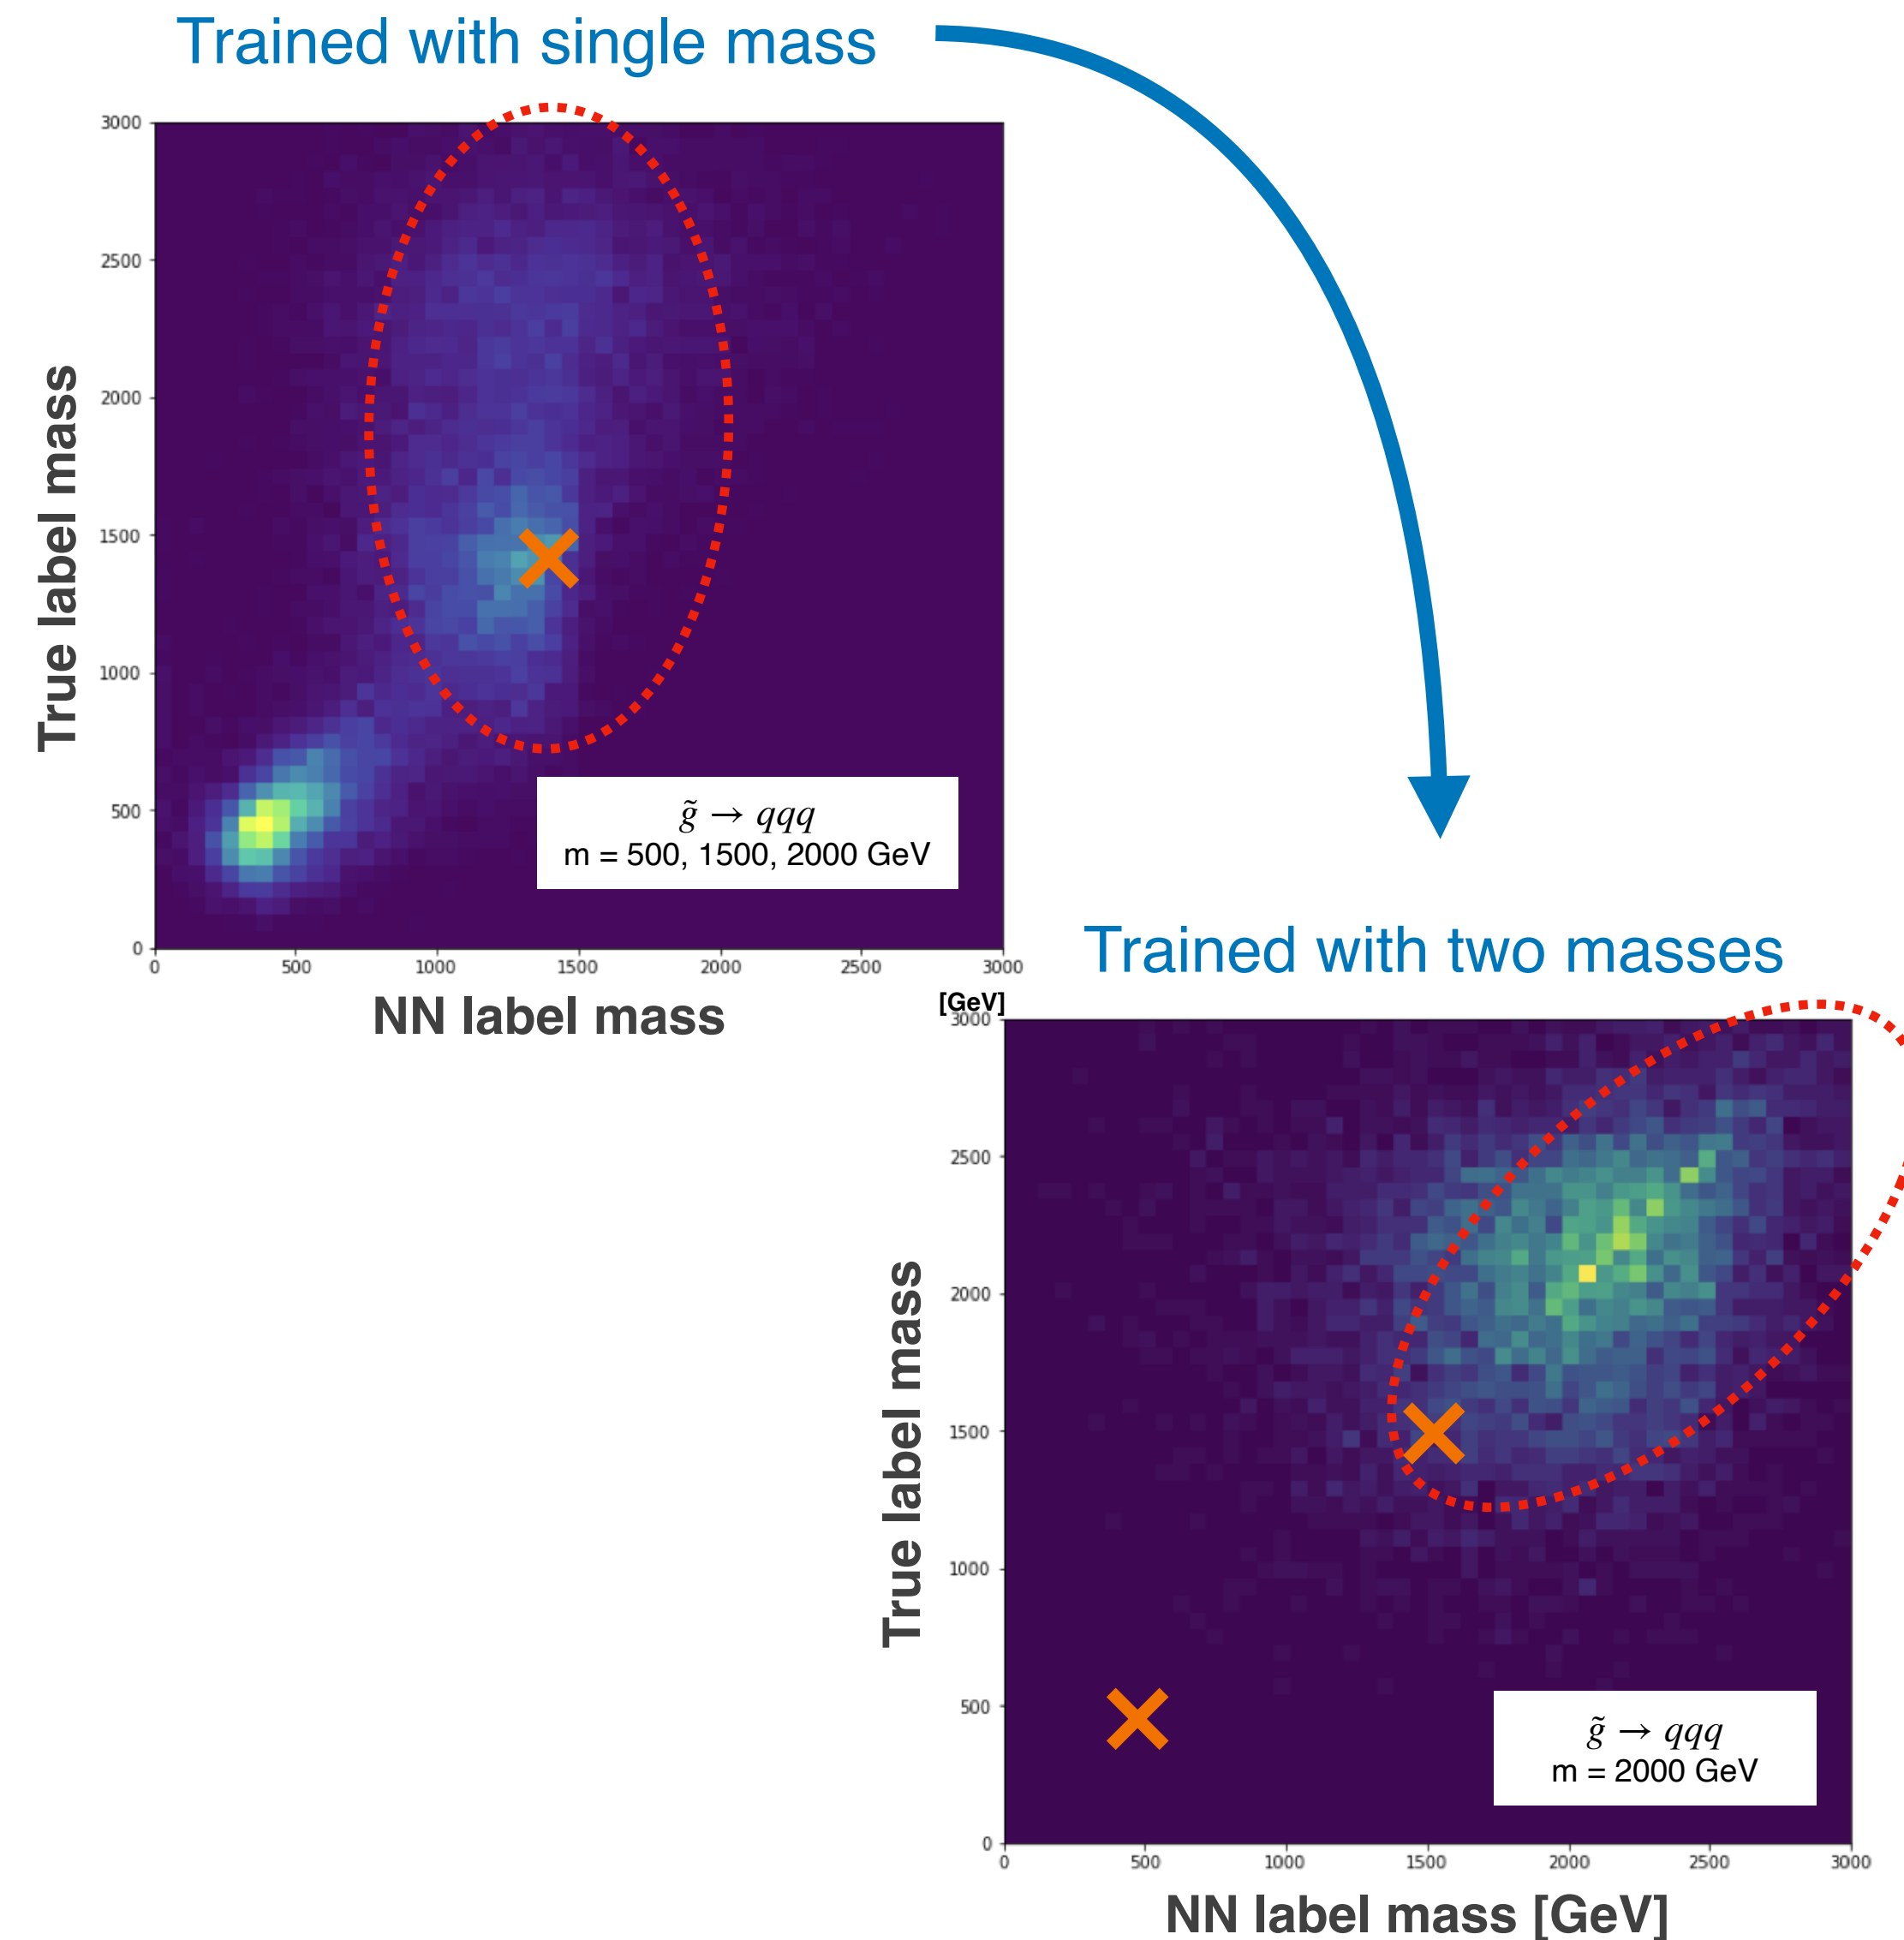 Trained with single mass
3000
2500
2000
1500
1000
500
0
True label mass
g̃ → qqq
m = 500, 1500, 2000 GeV
0 500 1000 1500 2000 2500 3000
NN label mass
[GeV]
Trained with two masses
3000
2500
2000
1500
1000
500
0
True label mass
g̃ → qqq
m = 2000 GeV
0 500 1000 1500 2000 2500 3000
NN label mass [GeV]